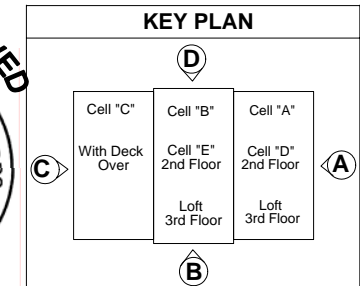 KEY PLAN
D
Cell "C"
With Deck
Over
Cell "B"
Cell "E"
2nd Floor
Loft
3rd Floor
Cell "A"
Cell "D"
2nd Floor
Loft
3rd Floor
C
A
B